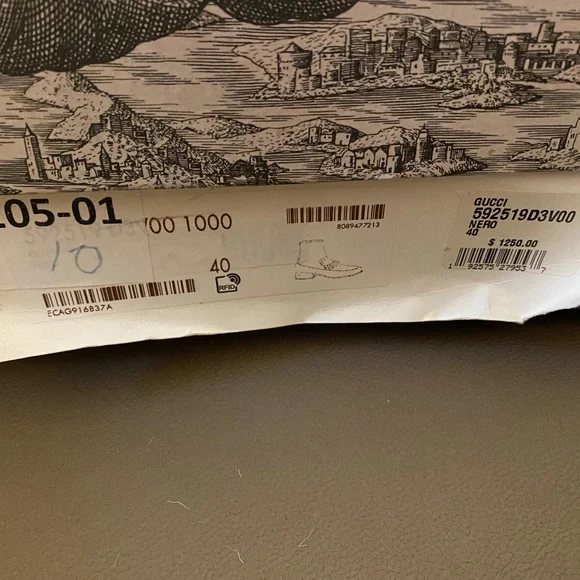 105-01
V00 1000
10
40
RFID
ECAG916837A
8089477213
GUCCI
592519D3V00
NERO
40
$ 1250.00
1 92575 27953 7